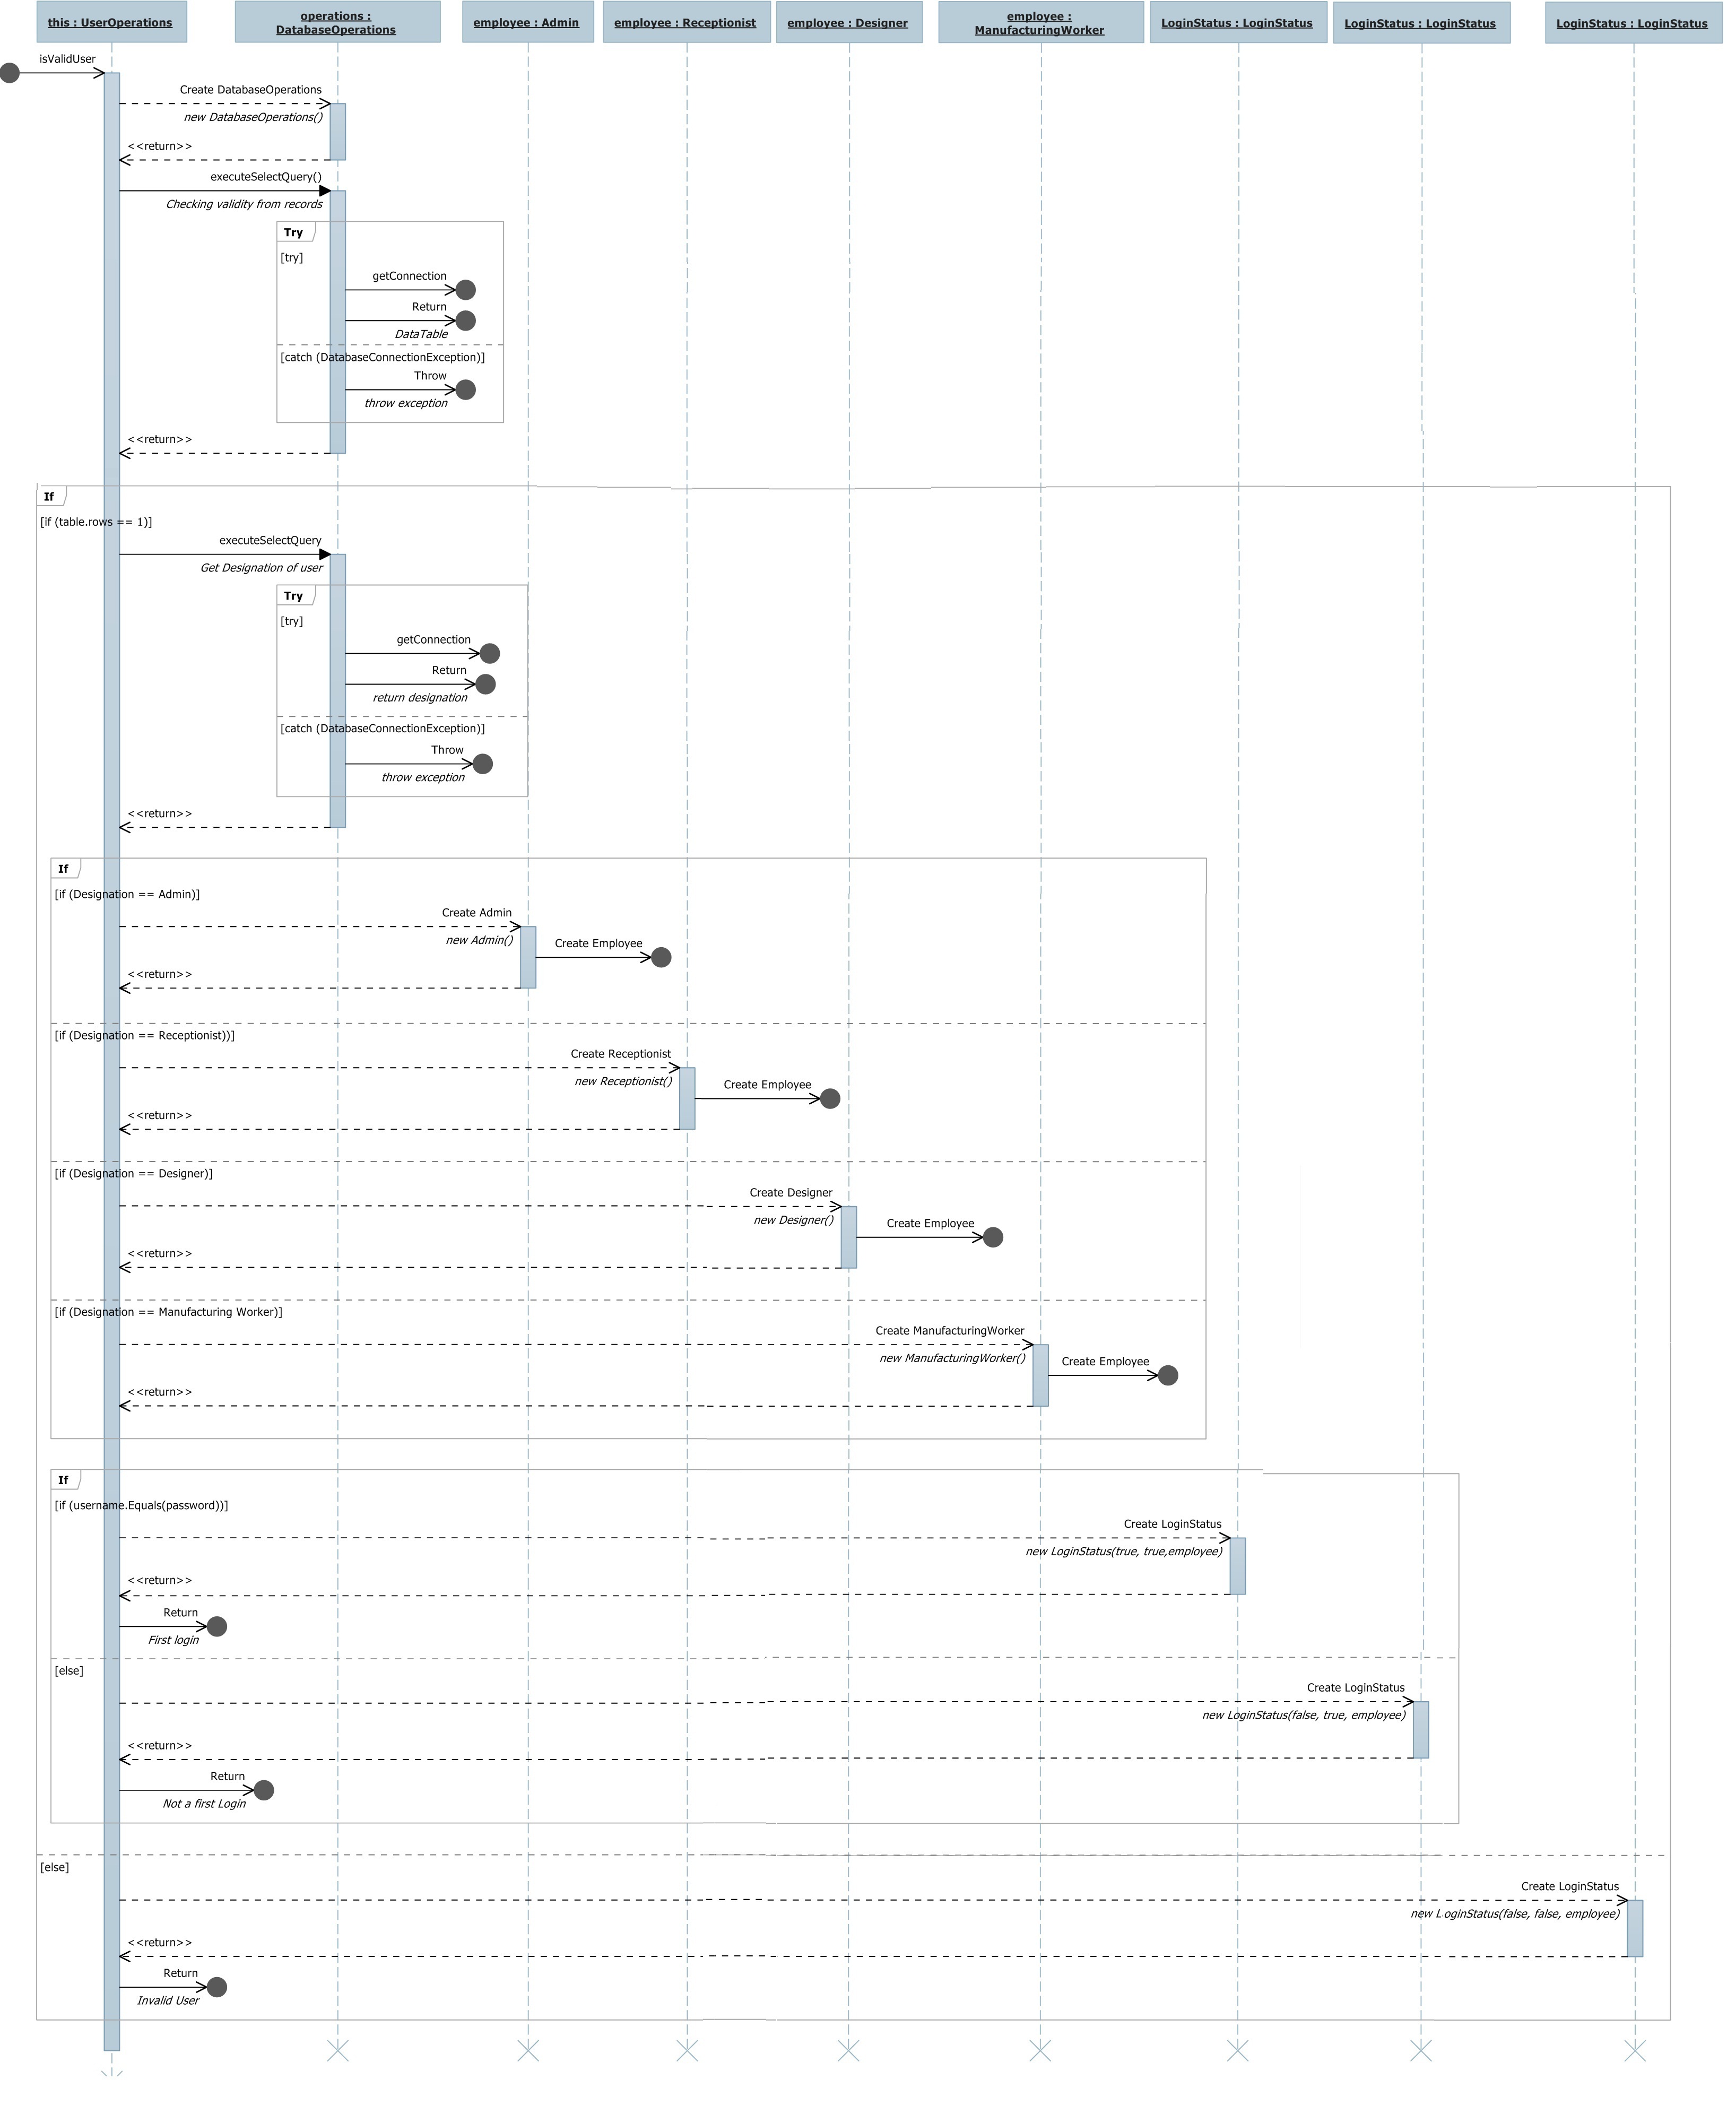 this : UserOperations
operations :
DatabaseOperations
employee : Admin
employee : Receptionist
employee : Designer
employee :
ManufacturingWorker
LoginStatus : LoginStatus
LoginStatus : LoginStatus
LoginStatus : LoginStatus
isValidUser
Create DatabaseOperations
new DatabaseOperations()
<<return>>
executeSelectQuery()
Checking validity from records
Try
[try]
getConnection
Return
DataTable
[catch (DatabaseConnectionException)]
Throw
throw exception
<<return>>
If
[if (table.rows == 1)]
executeSelectQuery
Get Designation of user
Try
[try]
getConnection
Return
return designation
[catch (DatabaseConnectionException)]
Throw
throw exception
<<return>>
If
[if (Designation == Admin)]
Create Admin
new Admin()
Create Employee
<<return>>
[if (Designation == Receptionist))]
Create Receptionist
new Receptionist()
Create Employee
<<return>>
[if (Designation == Designer)]
Create Designer
new Designer()
Create Employee
<<return>>
[if (Designation == Manufacturing Worker)]
Create ManufacturingWorker
new ManufacturingWorker()
Create Employee
<<return>>
If
[if (username.Equals(password))]
Create LoginStatus
new LoginStatus(true, true,employee)
<<return>>
Return
First login
[else]
Create LoginStatus
new LoginStatus(false, true, employee)
<<return>>
Return
Not a first Login
[else]
Create LoginStatus
new LoginStatus(false, false, employee)
<<return>>
Return
Invalid User